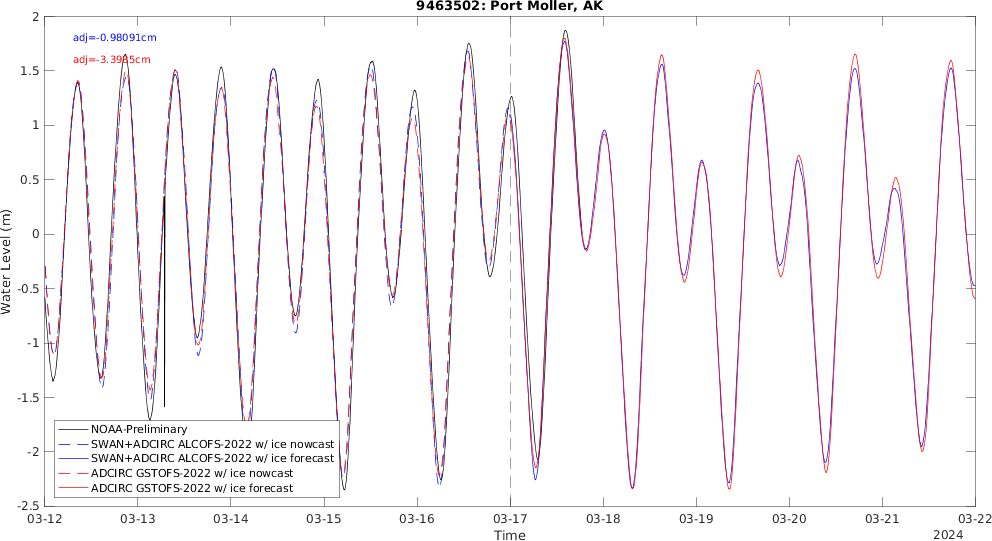 9463502: Port Moller, AK
adj=-0.98091cm
Water Level (m)
2
1.5
1
0.5
0
-0.5
-1
-1.5
-2
-2.5
NOAA-Preliminary
SWAN+ADCIRC ALCOFS-2022 w/ ice nowcast
SWAN+ADCIRC ALCOFS-2022 w/ ice forecast
ADCIRC GSTOFS-2022 w/ ice nowcast
ADCIRC GSTOFS-2022 w/ ice forecast
03-12 03-13 03-14 03-15 03-16 03-17 03-18 03-19 03-20 03-21 03-22
Time
2024